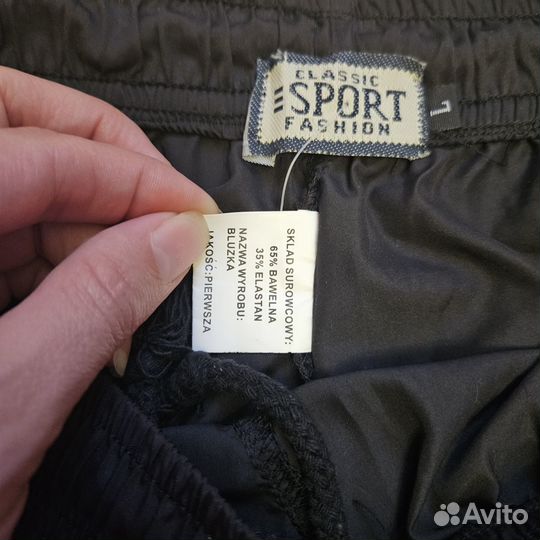 CLASSIC
SPORT
FASHION
L
SKLAD SUROWCOWY:
65% BAWELNA
35% ELASTAN
NAZWA WYROBU:
BLUZKA
JAKOŚĆ:PIERWSZA
Avito